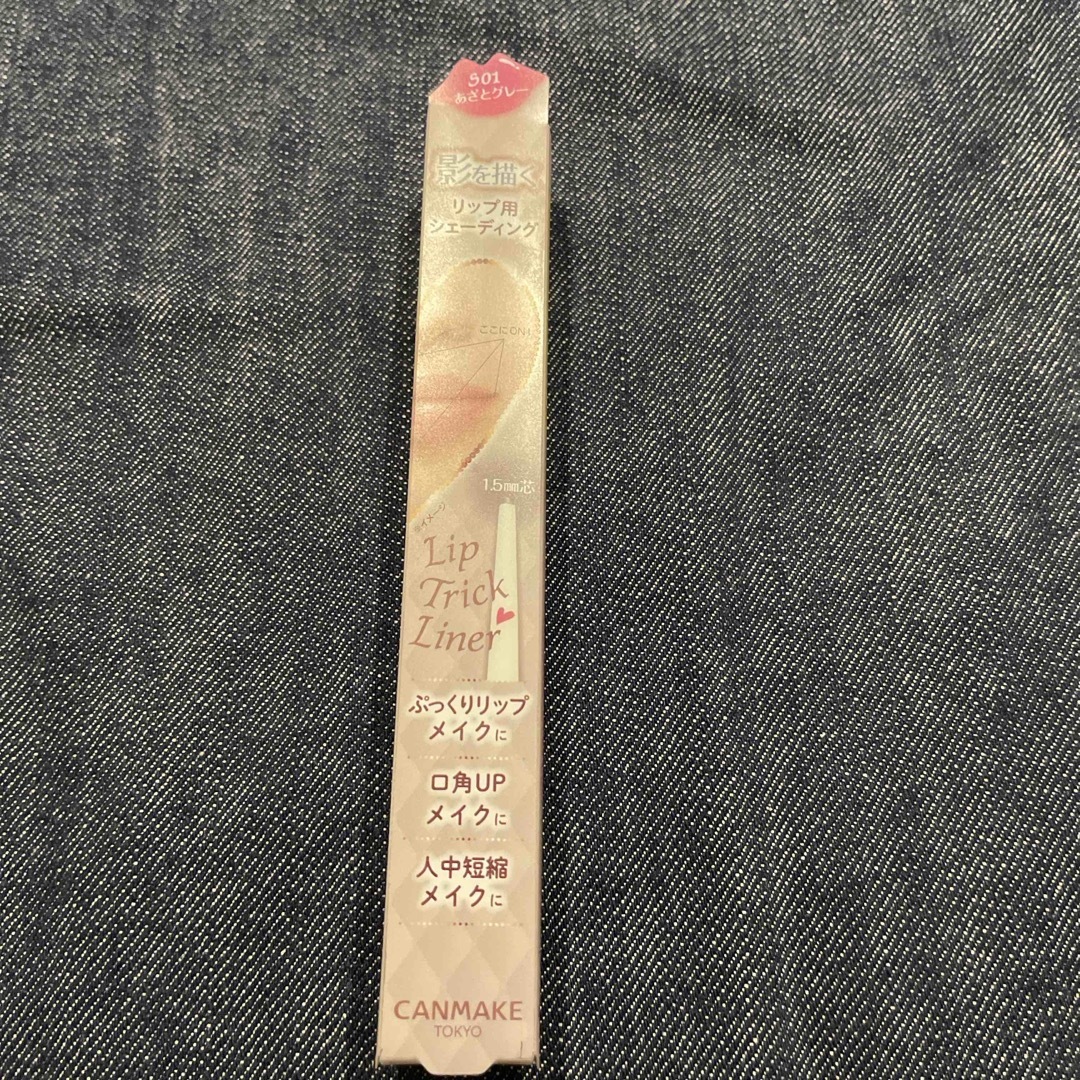 S01
あざとグレー
影を描く
リップ用
シェーディング
ここにON!
1.5mm芯
※イメージ
Lip
Trick
Liner
ぷっくりリップ
メイクに
口角UP
メイクに
人中短縮
メイクに
CANMAKE
TOKYO